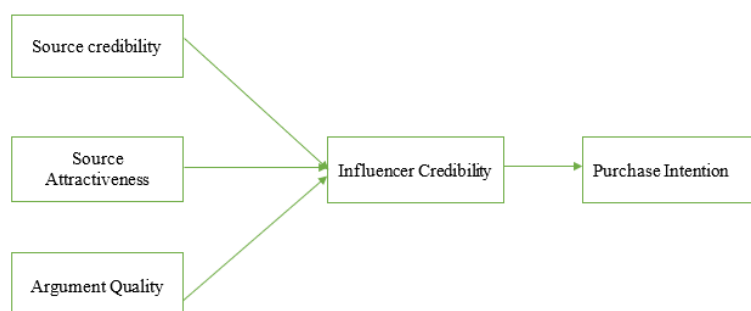 Source credibility
Source
Attractiveness
Influencer Credibility
Purchase Intention
Argument Quality